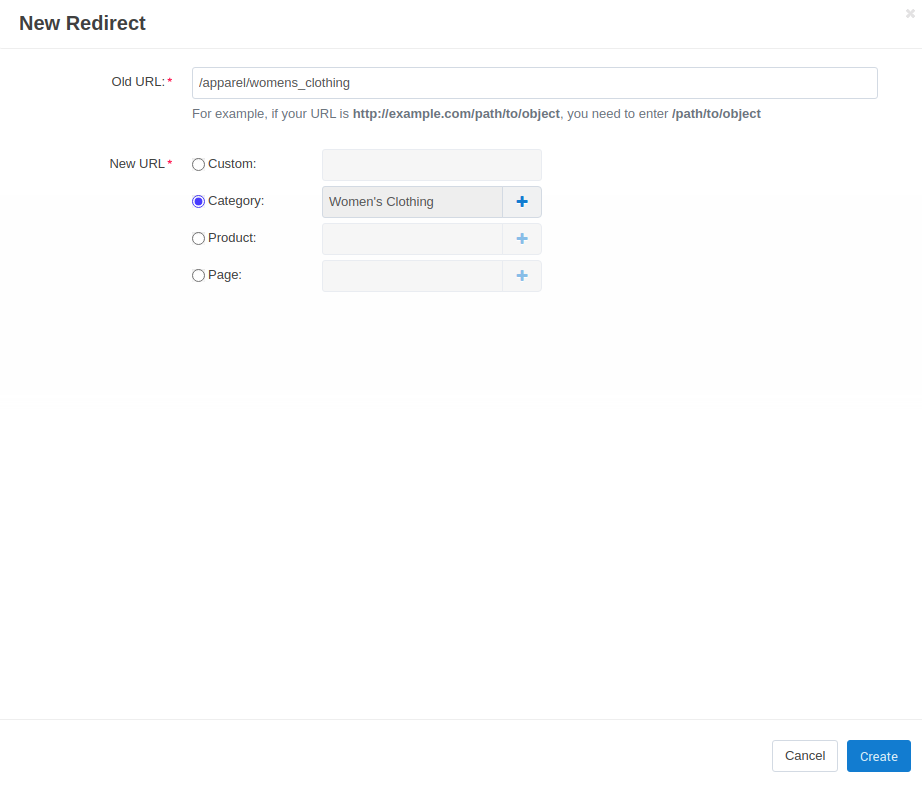 New Redirect
Old URL:*
/apparel/womens_clothing
For example, if your URL is http://example.com/path/to/object, you need to enter /path/to/object
New URL*
Custom:
Category: Women's Clothing
Product:
Page:
Cancel Create